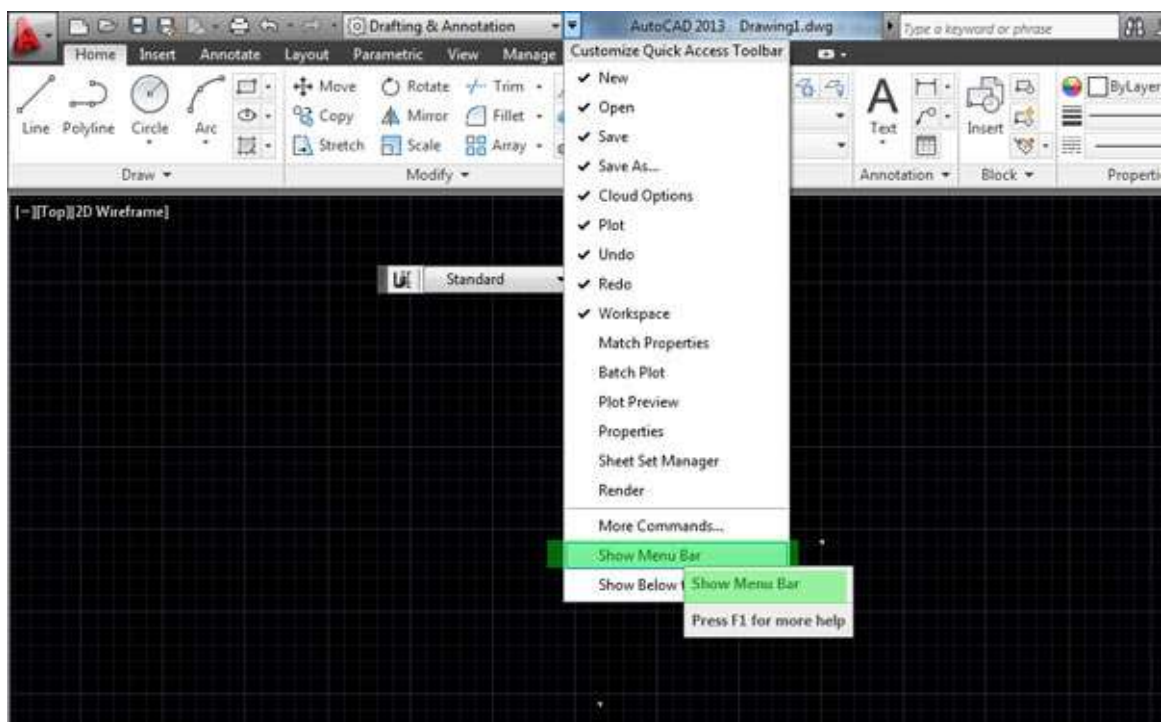 Drafting & Annotation
AutoCAD 2013 Drawing1.dwg
Type a keyword or phrase
Home Insert Annotate Layout Parametric View Manage
Customize Quick Access Toolbar
Line Polyline Circle Arc
Move Rotate Trim
Copy Mirror Fillet
Stretch Scale Array
Text
Insert
ByLayer
Draw Modify Annotation Block Properti
New
Open
Save
Save As...
Cloud Options
Plot
Undo
Redo
Workspace
Match Properties
Batch Plot
Plot Preview
Properties
Sheet Set Manager
Render
More Commands...
Show Menu Bar
Show Below t
Show Menu Bar
Press F1 for more help
[−][Top][2D Wireframe]
Standard